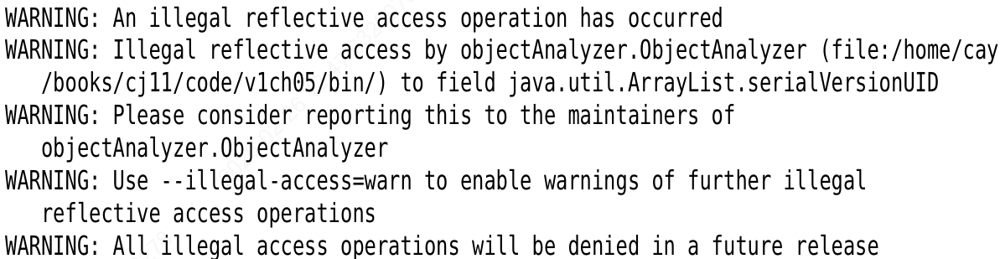 WARNING: An illegal reflective access operation has occurred
WARNING: Illegal reflective access by objectAnalyzer.ObjectAnalyzer (file:/home/cay
/books/cj11/code/v1ch05/bin/) to field java.util.ArrayList.serialVersionUID
WARNING: Please consider reporting this to the maintainers of
objectAnalyzer.ObjectAnalyzer
WARNING: Use --illegal-access=warn to enable warnings of further illegal
reflective access operations
WARNING: All illegal access operations will be denied in a future release